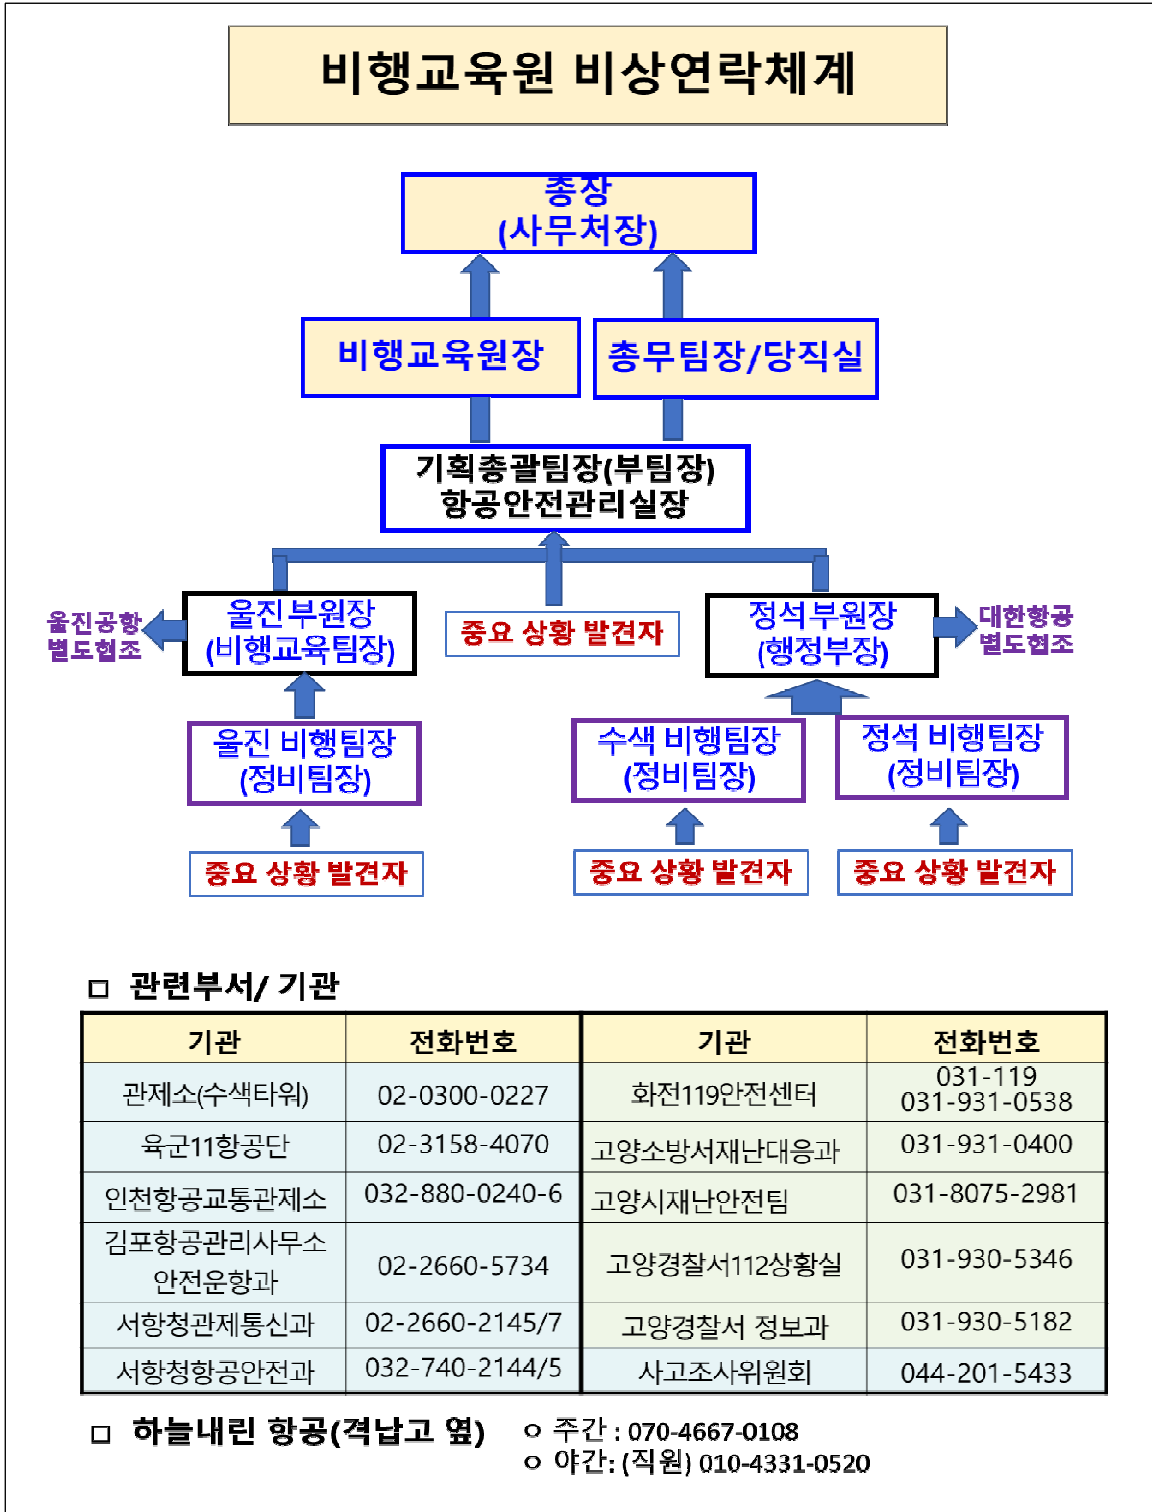 비행교육원 비상연락체계
총장
(사무처장)
비행교육원장
총무팀장/당직실
기획총괄팀장(부팀장)
항공안전관리실장
울진공항
별도협조
울진 부원장
(비행교육팀장)
중요 상황 발견자
정석 부원장
(행정부장)
대한항공
별도협조
울진 비행팀장
(정비팀장)
수색 비행팀장
(정비팀장)
정석 비행팀장
(정비팀장)
중요 상황 발견자
중요 상황 발견자
중요 상황 발견자
□ 관련부서/ 기관
기관 전화번호 기관 전화번호
관제소(수색타워) 02-0300-0227 화전119안전센터 031-119
031-931-0538
육군11항공단 02-3158-4070 고양소방서재난대응과 031-931-0400
인천항공교통관제소 032-880-0240-6 고양시재난안전팀 031-8075-2981
김포항공관리사무소
안전운항과 02-2660-5734 고양경찰서112상황실 031-930-5346
서항청관제통신과 02-2660-2145/7 고양경찰서 정보과 031-930-5182
서항청항공안전과 032-740-2144/5 사고조사위원회 044-201-5433
□ 하늘내린 항공(격납고 옆)
ㅇ 주간 : 070-4667-0108
ㅇ 야간: (직원) 010-4331-0520